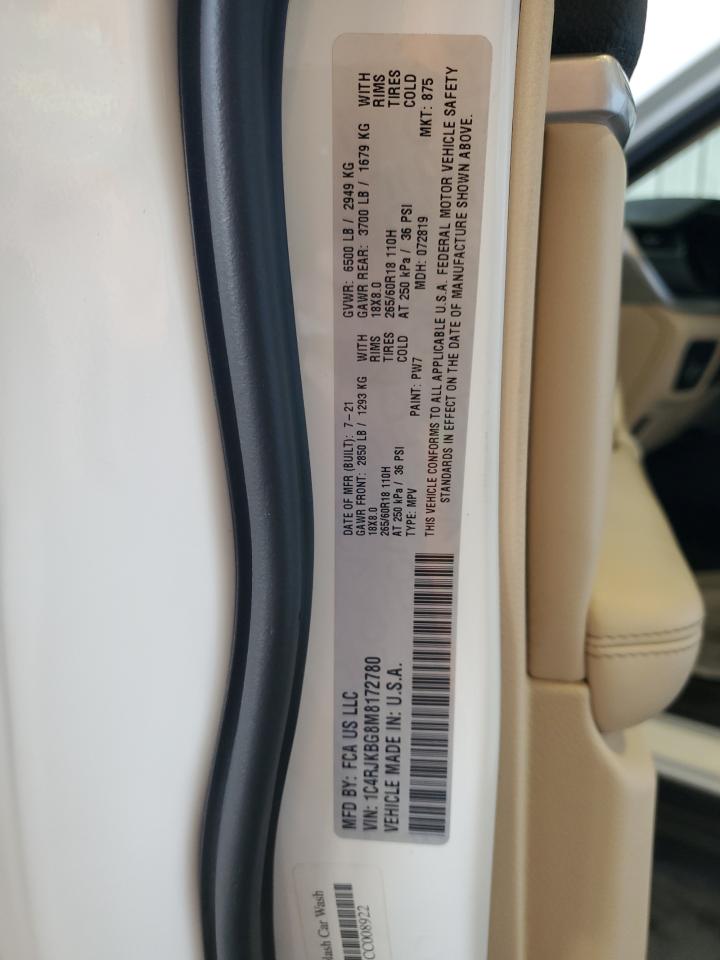 MFD BY: FCA US LLC
VIN: 1C4RJKBG8M8172780
VEHICLE MADE IN: U.S.A.
DATE OF MFR (BUILT): 7-21
GAWR FRONT: 2850 LB / 1293 KG WITH
18X8.0 RIMS
265/60R18 110H TIRES
AT 250 kPa / 36 PSI COLD
TYPE: MPV PAINT: PW7
GVWR: 6500 LB / 2949 KG
GAWR REAR: 3700 LB / 1679 KG WITH
18X8.0 RIMS
265/60R18 110H TIRES
AT 250 kPa / 36 PSI COLD
MDH: 072819 MKT: 875
THIS VEHICLE CONFORMS TO ALL APPLICABLE U.S.A. FEDERAL MOTOR VEHICLE SAFETY
STANDARDS IN EFFECT ON THE DATE OF MANUFACTURE SHOWN ABOVE.
Car Wash
CC008922